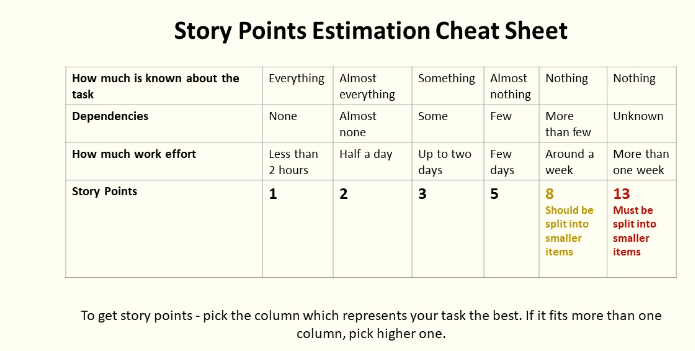 Story Points Estimation Cheat Sheet
How much is known about the task
Everything
Almost everything
Something
Almost nothing
Nothing
Nothing
Dependencies
None
Almost none
Some
Few
More than few
Unknown
How much work effort
Less than 2 hours
Half a day
Up to two days
Few days
Around a week
More than one week
Story Points
1
2
3
5
8
Should be split into smaller items
13
Must be split into smaller items
To get story points - pick the column which represents your task the best. If it fits more than one
column, pick higher one.